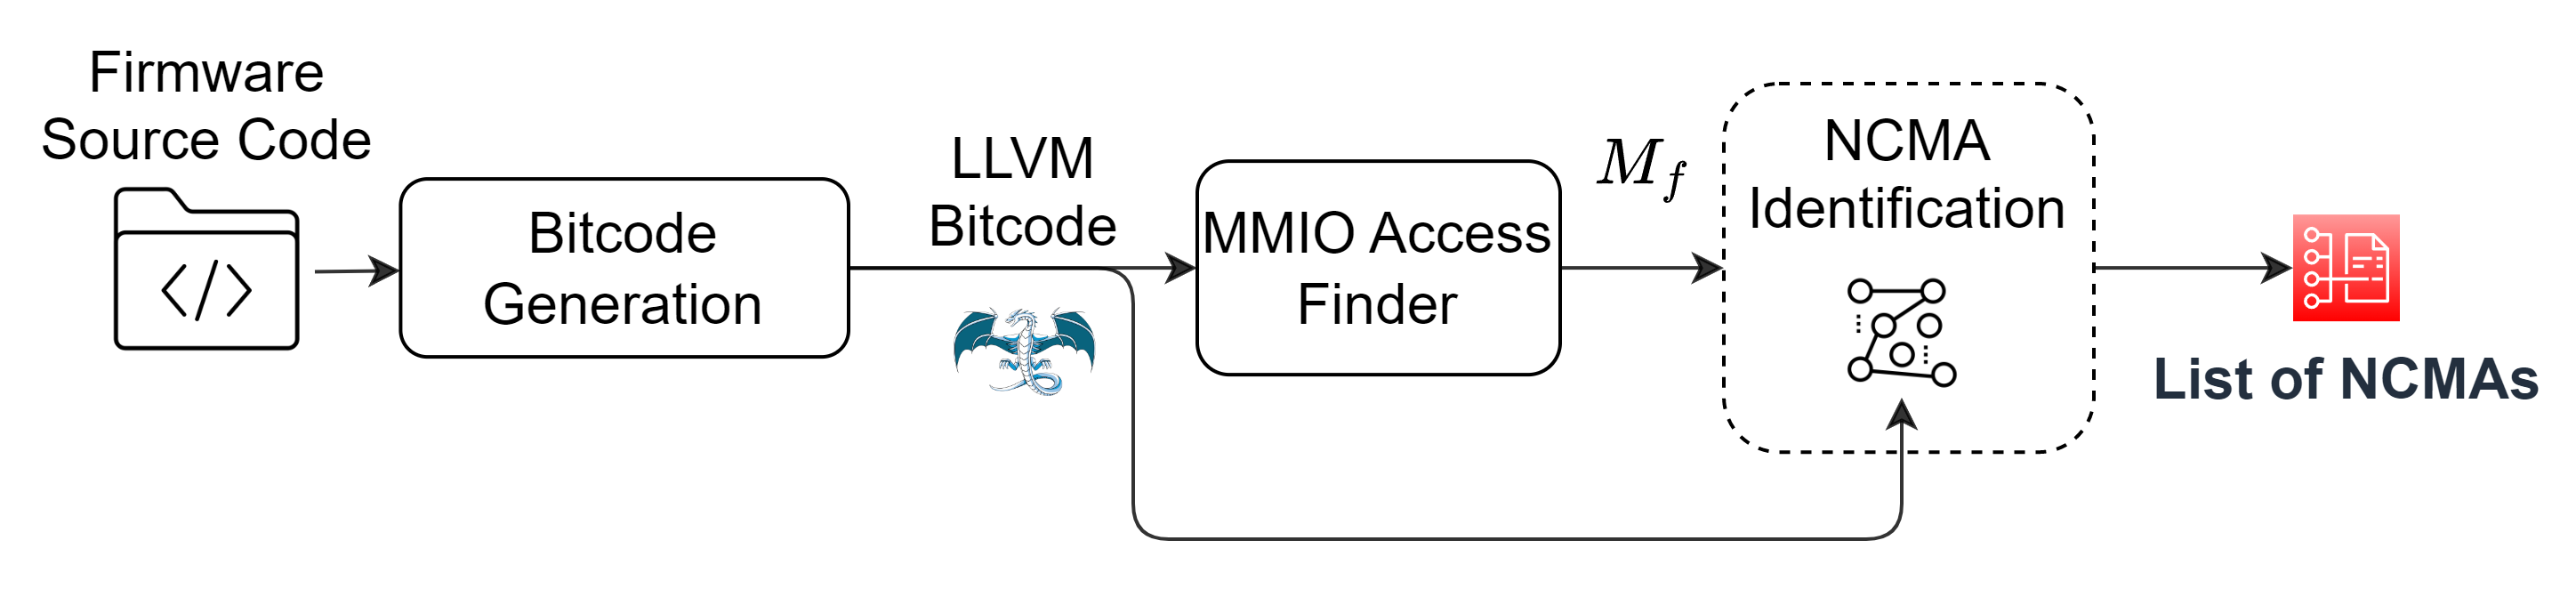 Firmware
Source Code
</>
Bitcode
Generation
LLVM
Bitcode
MMIO Access
Finder
M_f
NCMA
Identification
List of NCMAs